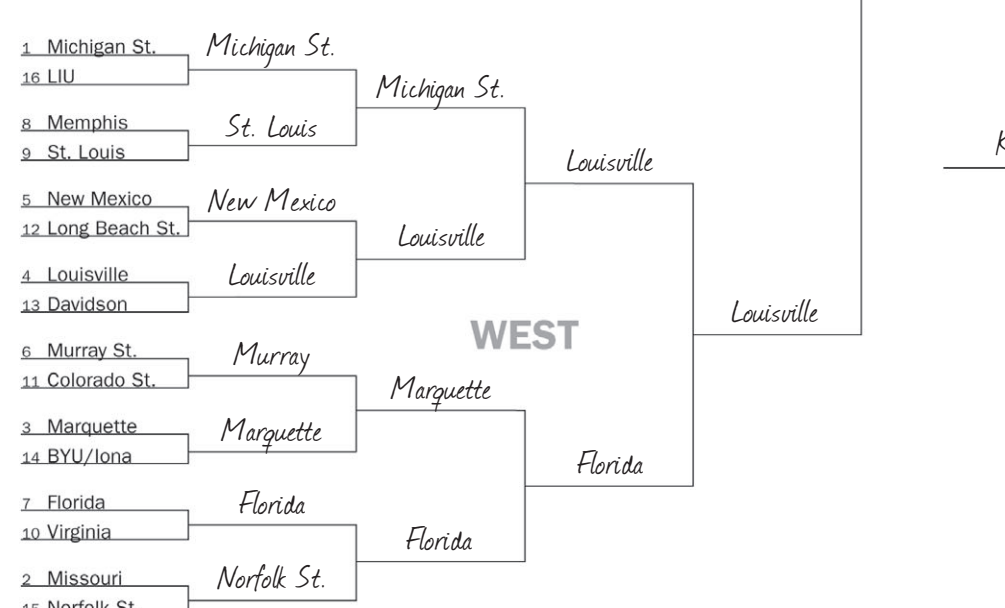 1 Michigan St.
16 LIU
8 Memphis
9 St. Louis
5 New Mexico
12 Long Beach St.
4 Louisville
13 Davidson
6 Murray St.
11 Colorado St.
3 Marquette
14 BYU/Iona
7 Florida
10 Virginia
2 Missouri
15 Norfolk St.
Michigan St.
St. Louis
New Mexico
Louisville
Murray
Marquette
Florida
Norfolk St.
Michigan St.
Louisville
Marquette
Florida
Louisville
Florida
WEST
Louisville
K